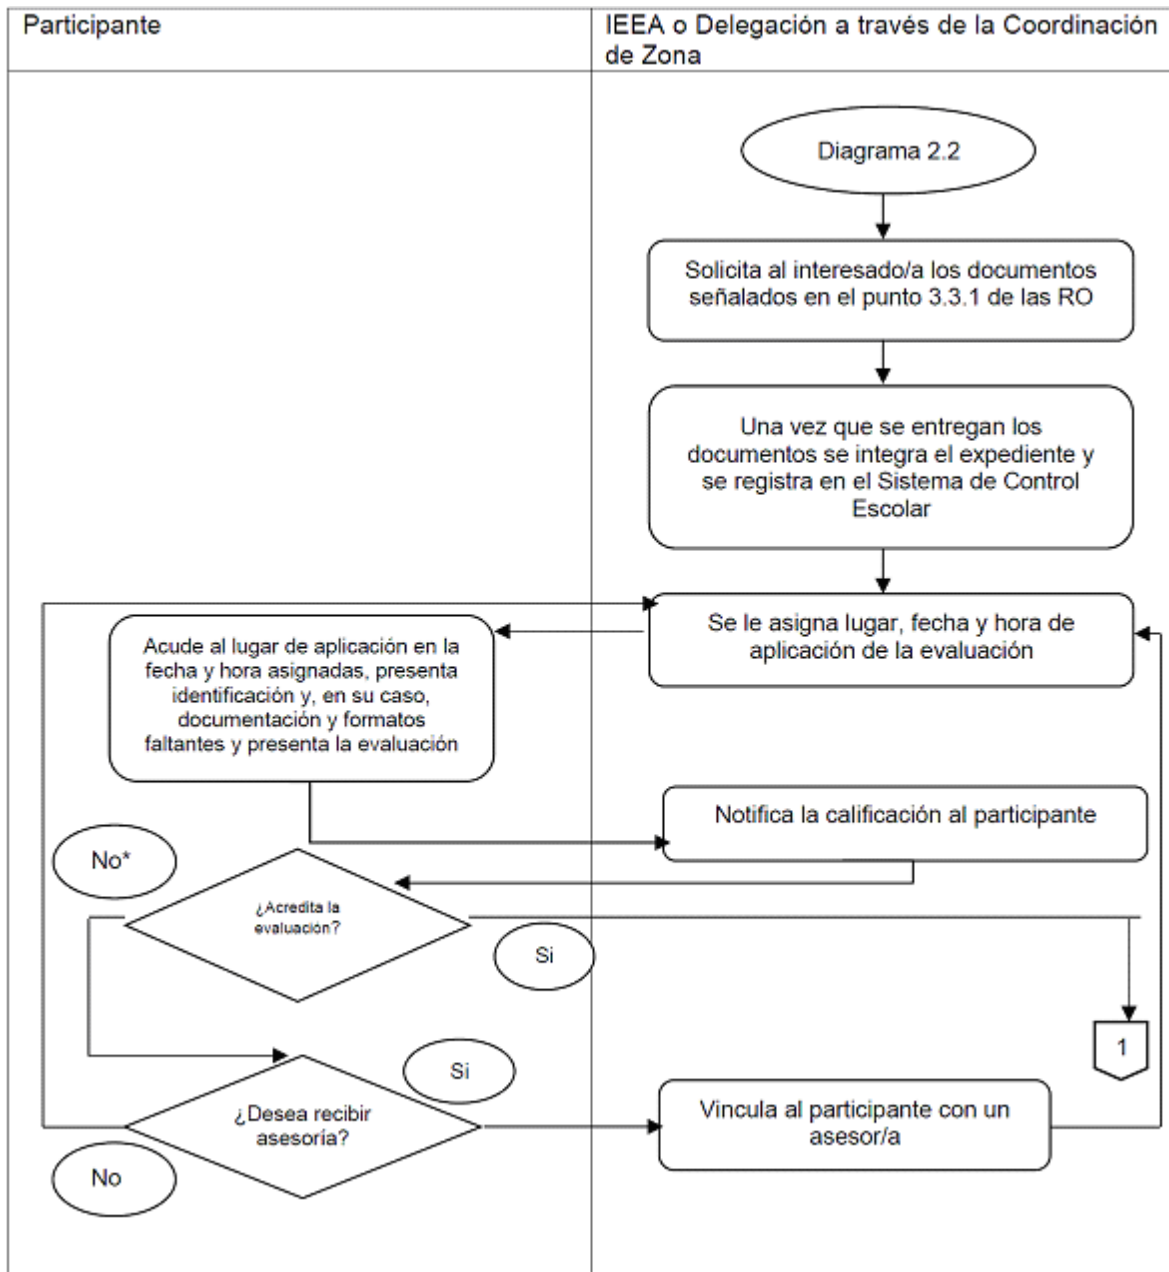 Participante
IEEA o Delegación a través de la Coordinación
de Zona
Diagrama 2.2
Solicita al interesado/a los documentos
señalados en el punto 3.3.1 de las RO
Una vez que se entregan los
documentos se integra el expediente y
se registra en el Sistema de Control
Escolar
Se le asigna lugar, fecha y hora de
aplicación de la evaluación
Acude al lugar de aplicación en la
fecha y hora asignadas, presenta
identificación y, en su caso,
documentación y formatos
faltantes y presenta la evaluación
Notifica la calificación al participante
No*
¿Acredita la
evaluación?
Si
1
Si
¿Desea recibir
asesoría?
Vincula al participante con un
asesor/a
No